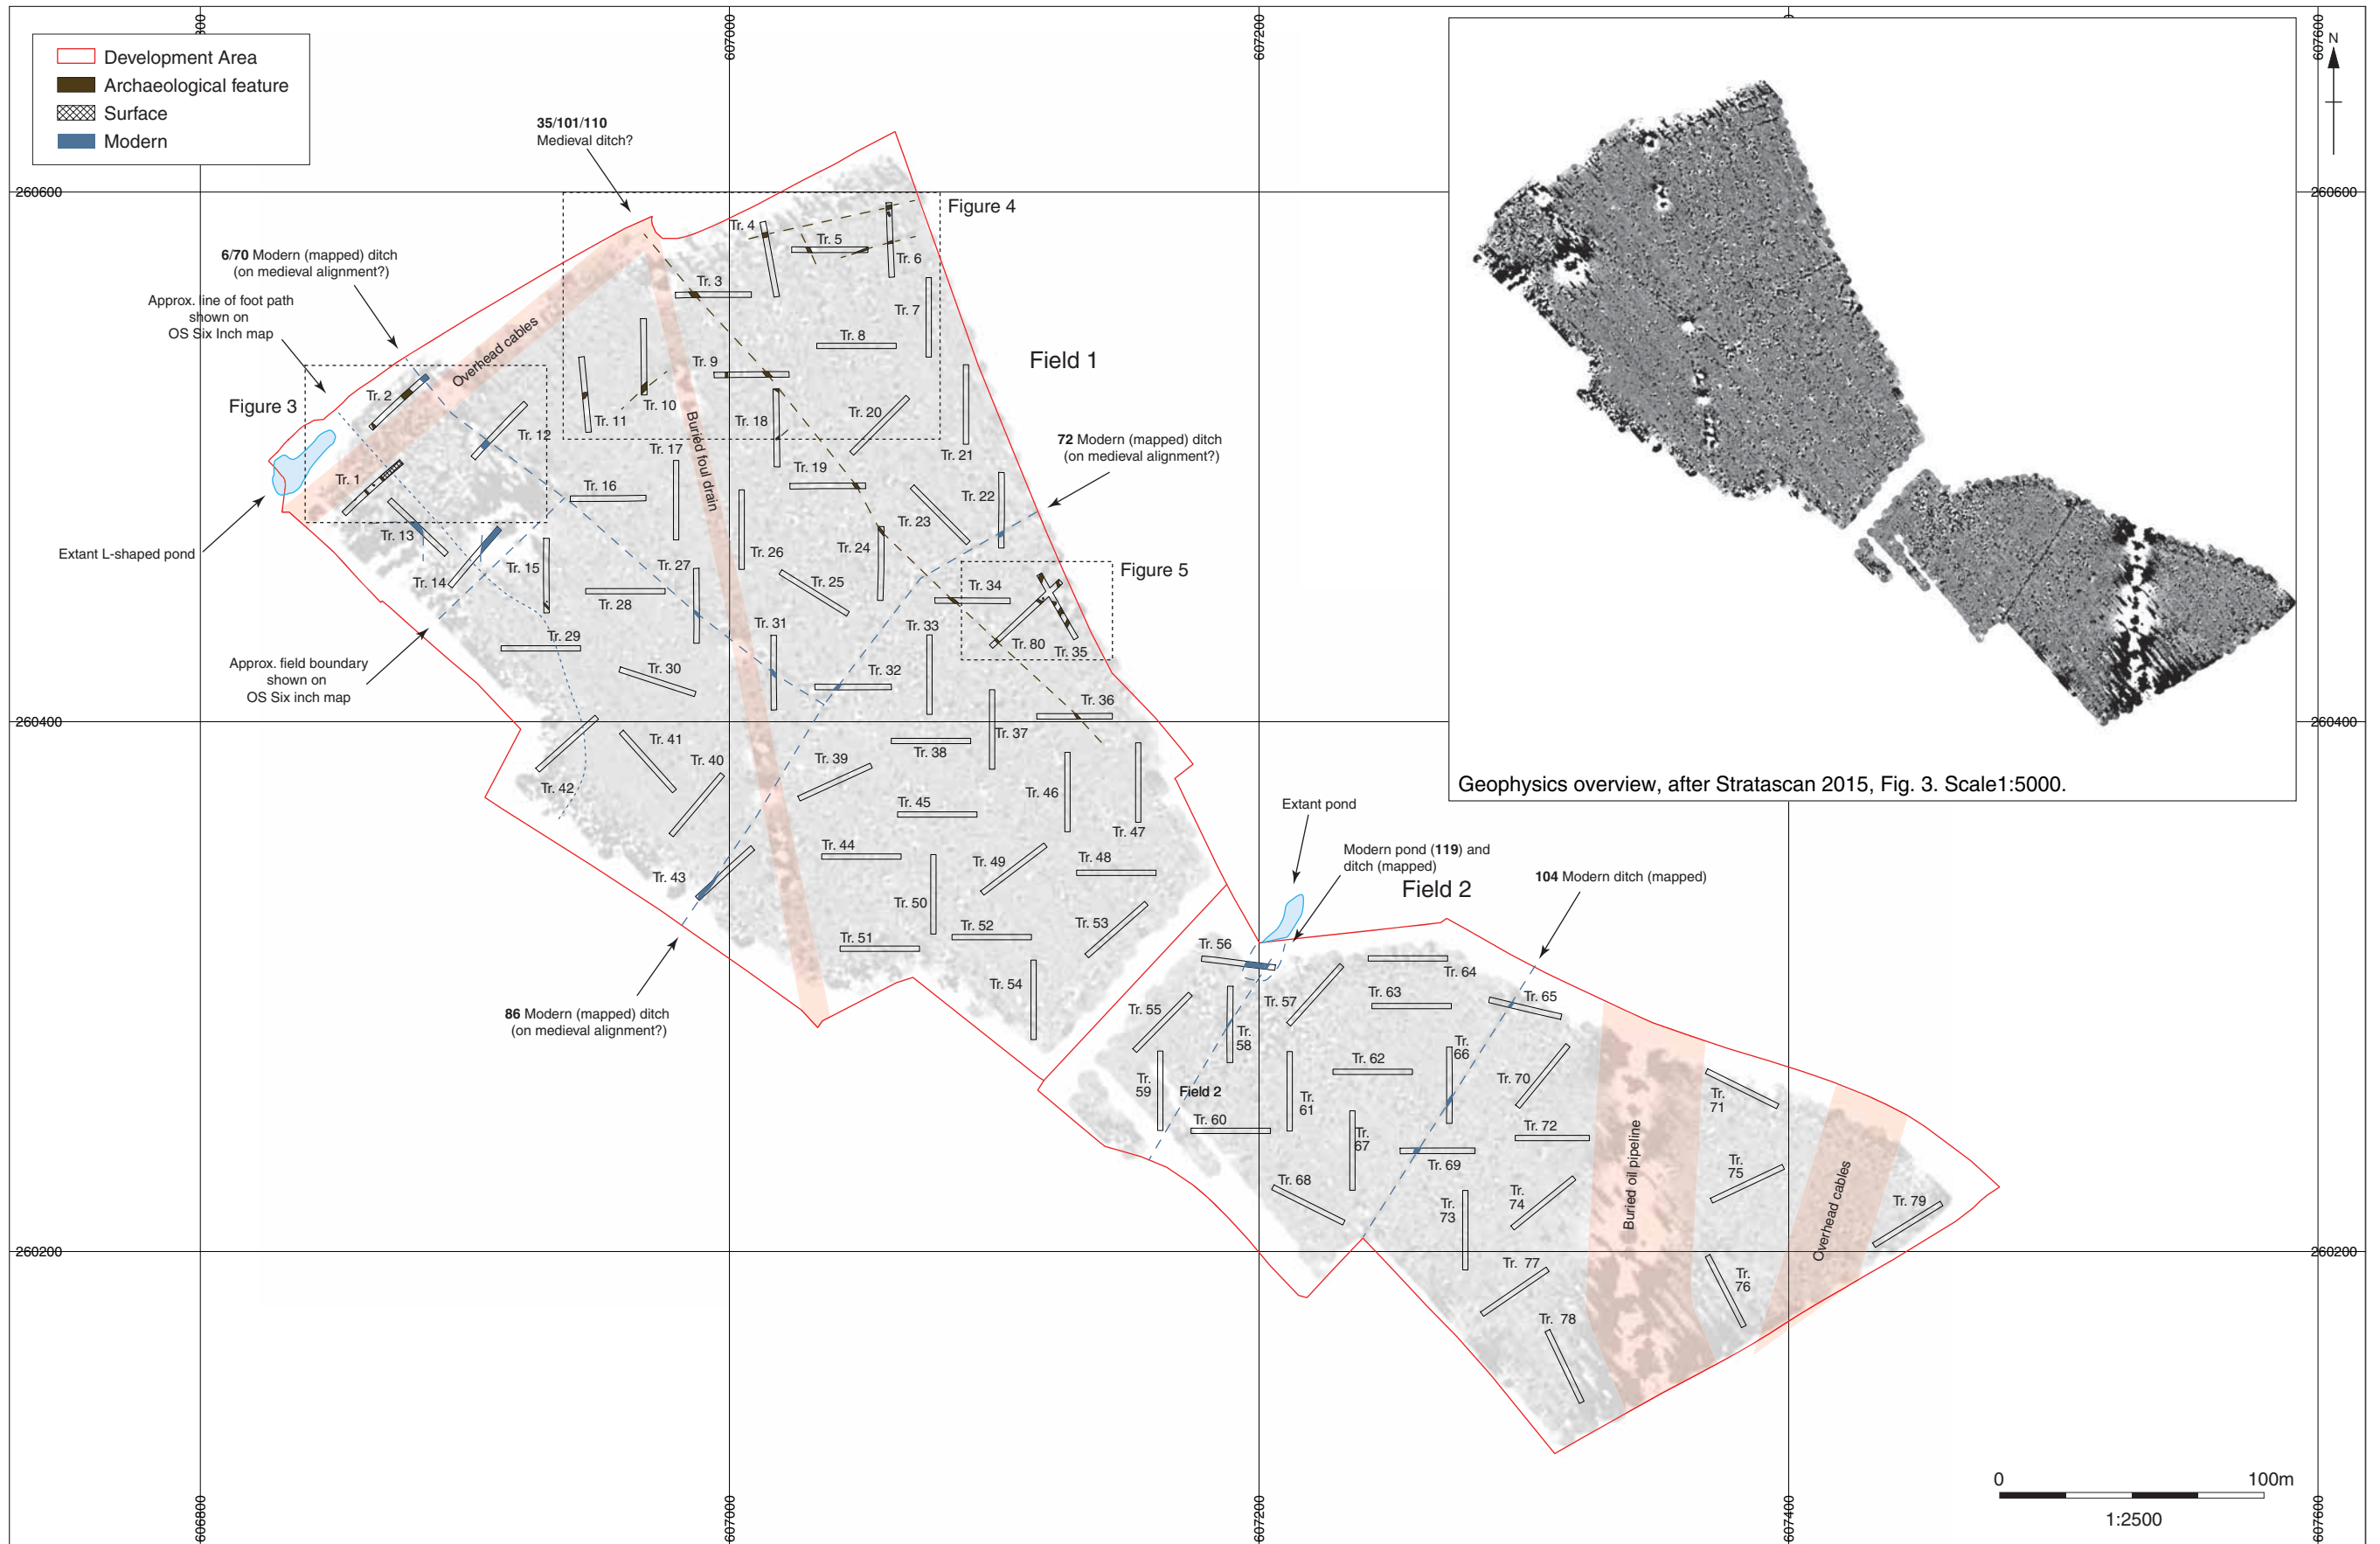 Development Area
Archaeological feature
Surface
Modern
607000
607200
607600
N
35/101/110
Medieval ditch?
260600
260600
Figure 4
6/70 Modern (mapped) ditch
(on medieval alignment?)
Approx. line of foot path
shown on
OS Six Inch map
Overhead cables
Figure 3
Field 1
Tr. 4
Tr. 5
Tr. 6
Tr. 3
Tr. 7
Tr. 8
Tr. 9
Tr. 2
Tr. 10
Tr. 11
Tr. 12
Tr. 18
Tr. 20
Tr. 21
Buried foul drain
72 Modern (mapped) ditch
(on medieval alignment?)
Tr. 17
Tr. 1
Tr. 16
Tr. 19
Tr. 22
Tr. 23
Tr. 13
Extant L-shaped pond
Tr. 14
Tr. 15
Tr. 26
Tr. 24
Tr. 27
Tr. 25
Tr. 28
Tr. 34
Figure 5
Tr. 31
Tr. 33
Tr. 80
Tr. 35
Tr. 29
Approx. field boundary
shown on
OS Six inch map
Tr. 30
Tr. 32
Tr. 36
260400
260400
Tr. 37
Tr. 41
Tr. 38
Tr. 40
Tr. 39
Tr. 42
Tr. 46
Tr. 45
Tr. 47
Geophysics overview, after Stratascan 2015, Fig. 3. Scale1:5000.
Extant pond
Tr. 44
Tr. 49
Tr. 48
Modern pond (119) and
ditch (mapped)
Tr. 43
Field 2
104 Modern ditch (mapped)
Tr. 50
Tr. 52
Tr. 53
Tr. 51
Tr. 56
Tr. 64
Tr. 54
86 Modern (mapped) ditch
(on medieval alignment?)
Tr. 55
Tr. 57
Tr. 63
Tr. 65
Tr.
58
Tr.
66
Tr. 62
Tr. 70
Tr.
59
Field 2
Tr.
61
Tr.
71
Tr. 60
Tr.
67
Tr. 72
Tr. 69
Buried oil pipeline
Tr.
75
Overhead cables
Tr. 68
Tr.
73
Tr.
74
Tr. 79
260200
260200
Tr. 77
Tr.
76
Tr. 78
0
100m
1:2500
606800
607000
607200
607400
607600